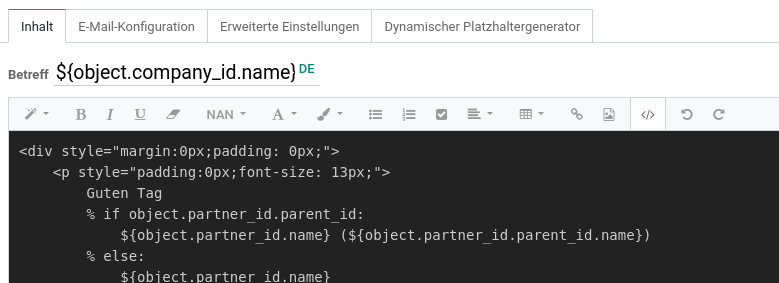 Inhalt E-Mail-Konfiguration Erweiterte Einstellungen Dynamischer Platzhaltergenerator
Betreff ${object.company_id.name} DE
B I U NAN A </>
<div style="margin:0px;padding: 0px;">
<p style="padding:0px;font-size: 13px;">
Guten Tag
% if object.partner_id.parent_id:
${object.partner_id.name} (${object.partner_id.parent_id.name})
% else:
${object.partner_id.name}